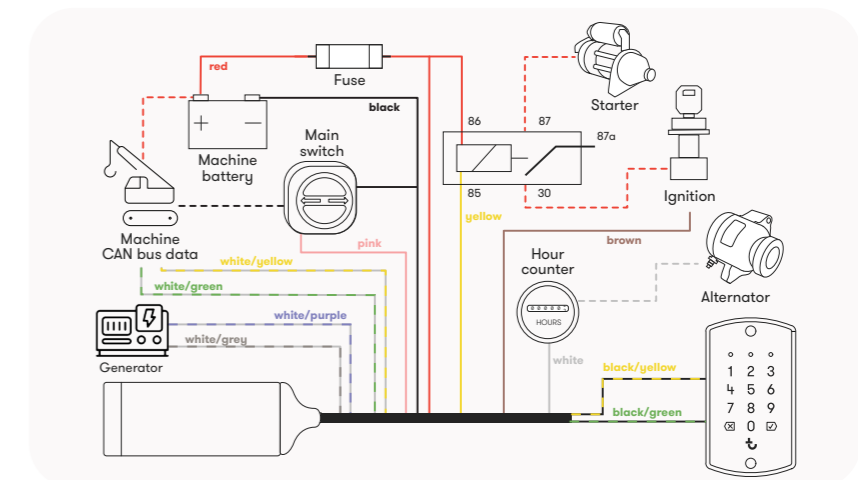 red
Fuse
black
+
−
Machine
battery
Main
switch
86
87
87a
85
30
Starter
Ignition
yellow
brown
Machine
CAN bus data
pink
white/yellow
white/green
white/purple
white/grey
Generator
Hour
counter
HOURS
white
Alternator
black/yellow
black/green
1 2 3
4 5 6
7 8 9
0